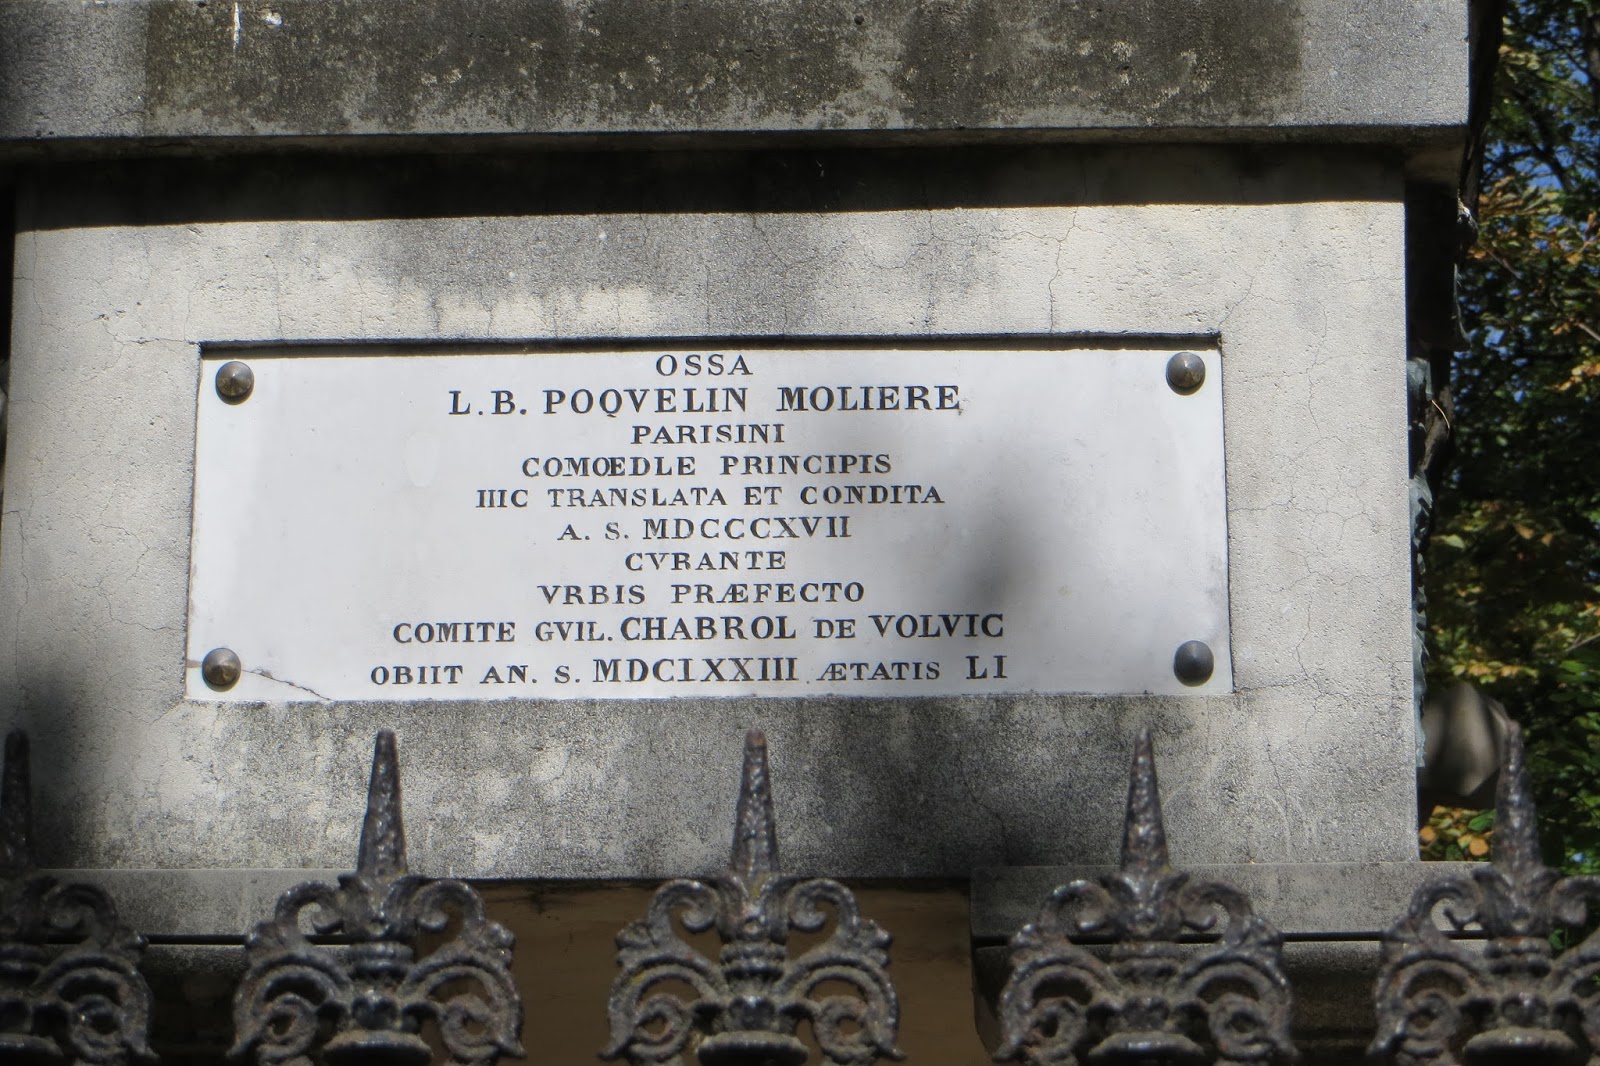 OSSA
L.B. POQVELIN MOLIERE
PARISINI
COMŒDLE PRINCIPIS
IIIC TRANSLATA ET CONDITA
A. S. MDCCCXVII
CVRANTE
VRBIS PRÆFECTO
COMITE GVIL. CHABROL DE VOLVIC
OBIIT AN. S. MDCIXXIII ÆTATIS LI